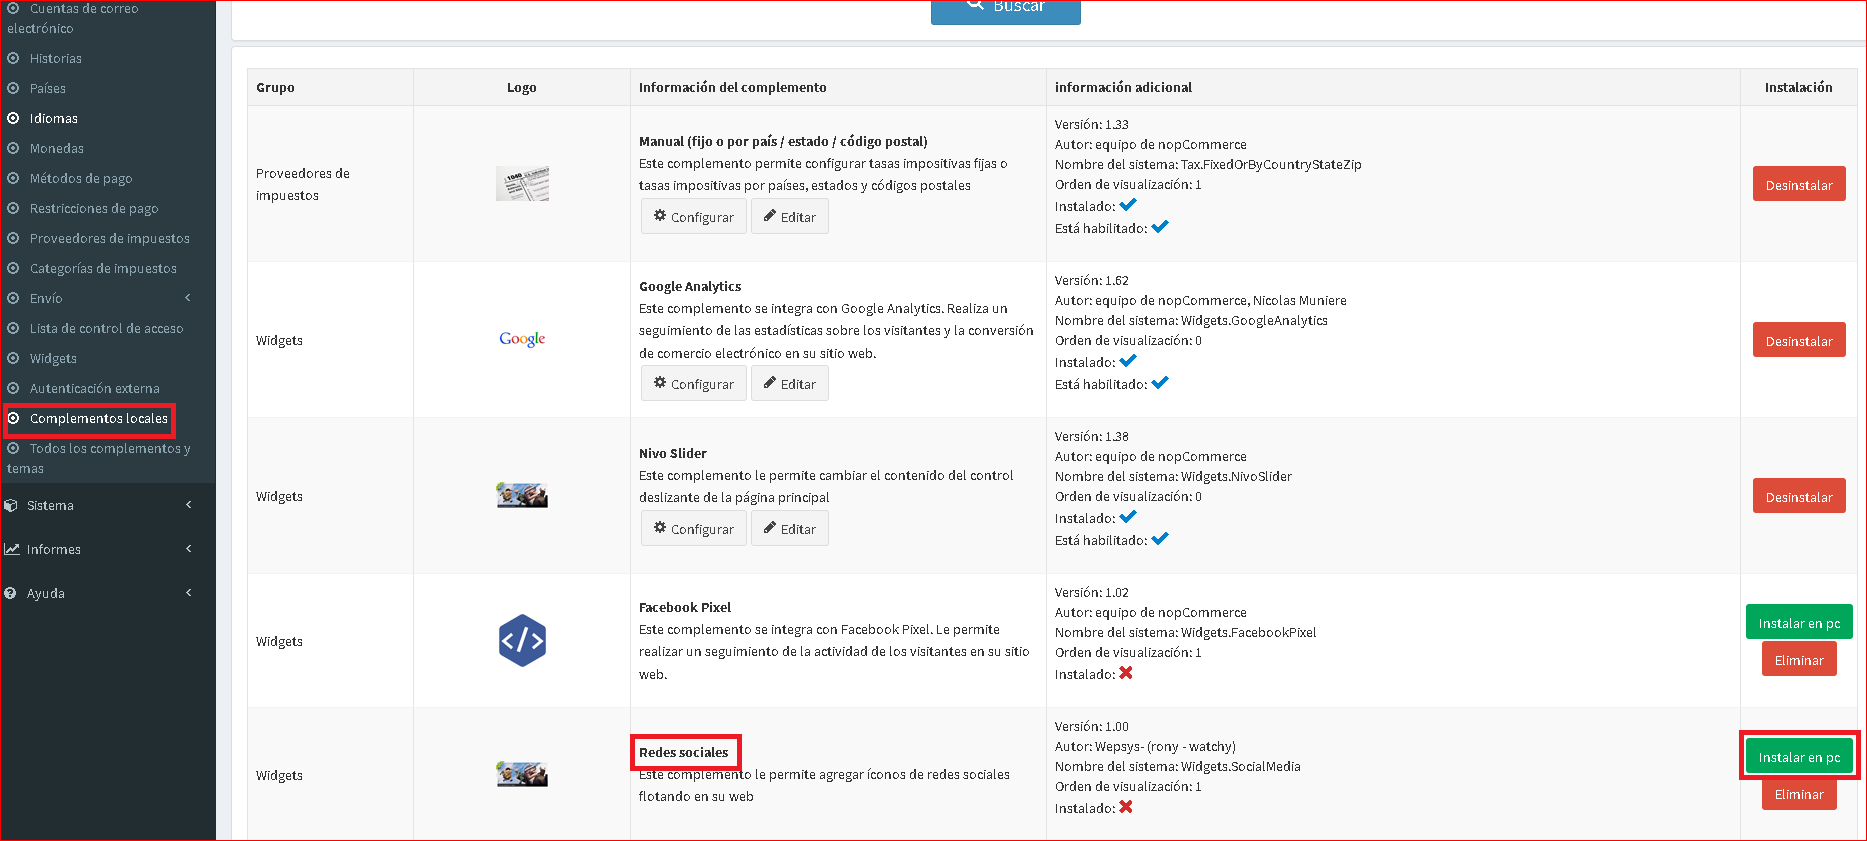 Cuentas de correo
electrónico
Historias
Países
Idiomas
Monedas
Métodos de pago
Restricciones de pago
Proveedores de impuestos
Categorías de impuestos
Envío
Lista de control de acceso
Widgets
Autenticación externa
Complementos locales
Todos los complementos y
temas
Sistema
Informes
Ayuda
Buscar
Grupo
Logo
Información del complemento
información adicional
Instalación
Proveedores de
impuestos
1040
Manual (fijo o por país / estado / código postal)
Este complemento permite configurar tasas impositivas fijas o
tasas impositivas por países, estados y códigos postales
Configurar
Editar
Versión: 1.33
Autor: equipo de nopCommerce
Nombre del sistema: Tax.FixedOrByCountryStateZip
Orden de visualización: 1
Instalado:
Está habilitado:
Desinstalar
Widgets
Google
Google Analytics
Este complemento se integra con Google Analytics. Realiza un
seguimiento de las estadísticas sobre los visitantes y la conversión
de comercio electrónico en su sitio web.
Configurar
Editar
Versión: 1.62
Autor: equipo de nopCommerce, Nicolas Muniere
Nombre del sistema: Widgets.GoogleAnalytics
Orden de visualización: 0
Instalado:
Está habilitado:
Desinstalar
Widgets
Nivo Slider
Este complemento le permite cambiar el contenido del control
deslizante de la página principal
Configurar
Editar
Versión: 1.38
Autor: equipo de nopCommerce
Nombre del sistema: Widgets.NivoSlider
Orden de visualización: 0
Instalado:
Está habilitado:
Desinstalar
Widgets
Facebook Pixel
Este complemento se integra con Facebook Pixel. Le permite
realizar un seguimiento de la actividad de los visitantes en su sitio
web.
Versión: 1.02
Autor: equipo de nopCommerce
Nombre del sistema: Widgets.FacebookPixel
Orden de visualización: 1
Instalado:
Instalar en pc
Eliminar
Widgets
Redes sociales
Este complemento le permite agregar íconos de redes sociales
flotando en su web
Versión: 1.00
Autor: Wepsys- (rony - watchy)
Nombre del sistema: Widgets.SocialMedia
Orden de visualización: 1
Instalado:
Instalar en pc
Eliminar